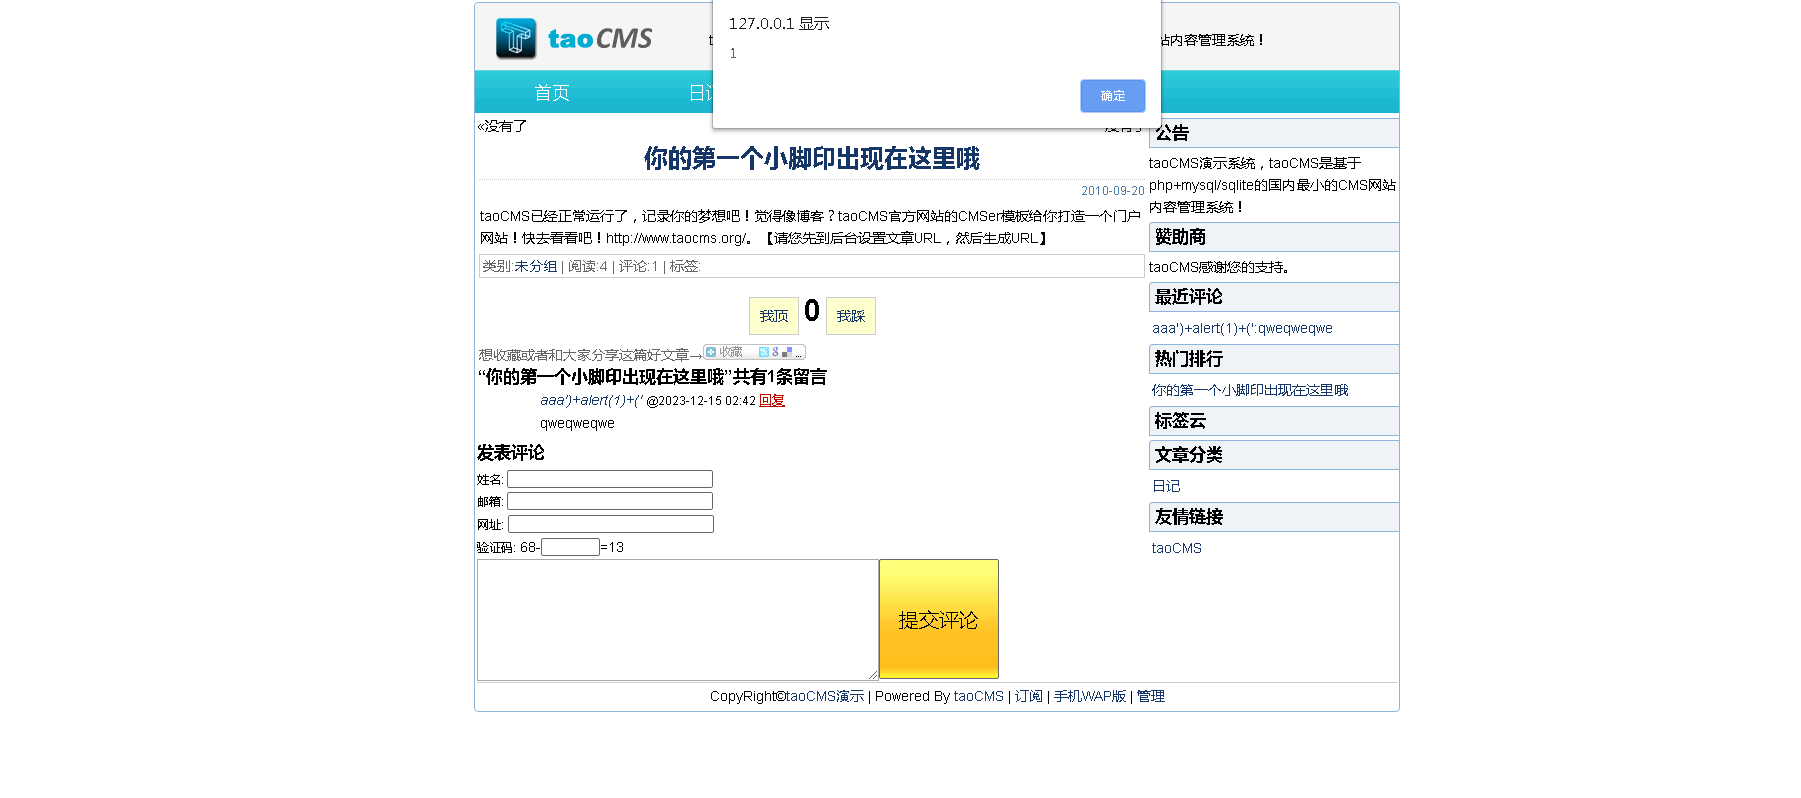 127.0.0.1 显示
1
确定
taoCMS
站内容管理系统！
首页
«没有了
你的第一个小脚印出现在这里哦
2010-09-20
taoCMS已经正常运行了，记录你的梦想吧！觉得像博客？taoCMS官方网站的CMSer模板给你打造一个门户
网站！快去看看吧！http://www.taocms.org/。【请您先到后台设置文章URL，然后生成URL】
类别:未分组 | 阅读:4 | 评论:1 | 标签:
我顶 0 我踩
想收藏或者和大家分享这篇好文章→ 收藏 ...
“你的第一个小脚印出现在这里哦”共有1条留言
aaa')+alert(1)+(' @2023-12-15 02:42 回复
qweqweqwe
发表评论
姓名:
邮箱:
网址:
验证码: 68- =13
提交评论
公告
taoCMS演示系统，taoCMS是基于
php+mysql/sqlite的国内最小的CMS网站
内容管理系统！
赞助商
taoCMS感谢您的支持。
最近评论
aaa')+alert(1)+(':qweqweqwe
热门排行
你的第一个小脚印出现在这里哦
标签云
文章分类
日记
友情链接
taoCMS
CopyRight©taoCMS演示 | Powered By taoCMS | 订阅 | 手机WAP版 | 管理